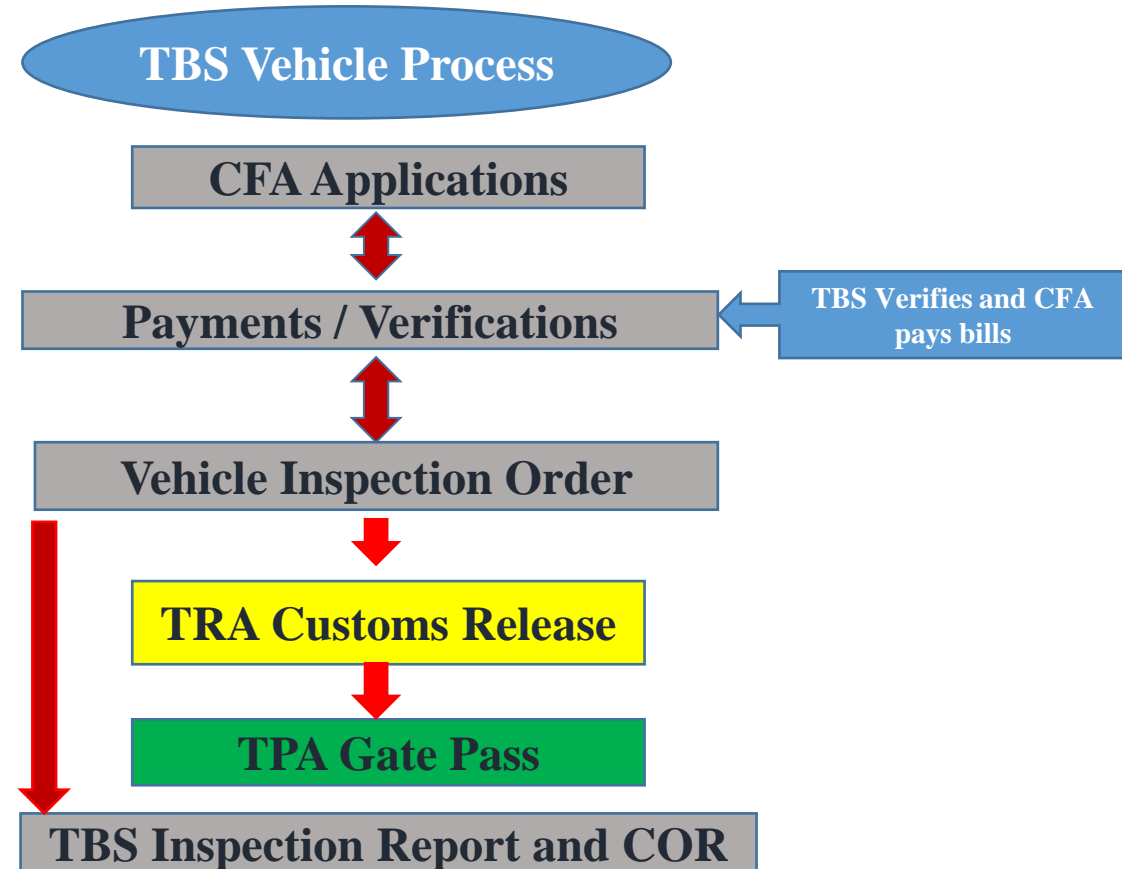 TBS Vehicle Process
CFA Applications
Payments / Verifications
TBS Verifies and CFA
pays bills
Vehicle Inspection Order
TRA Customs Release
TPA Gate Pass
TBS Inspection Report and COR